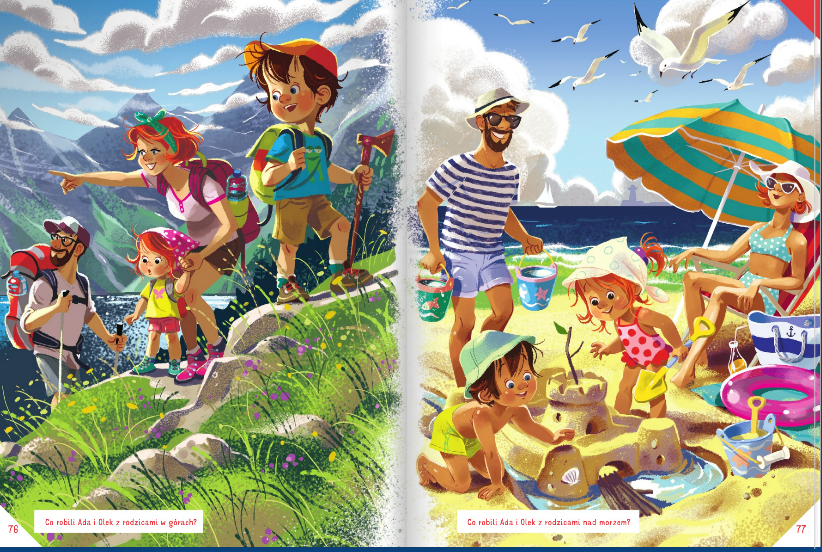 Co robili Ada i Olek z rodzicami w górach?
76
Co robili Ada i Olek z rodzicami nad morzem?
77